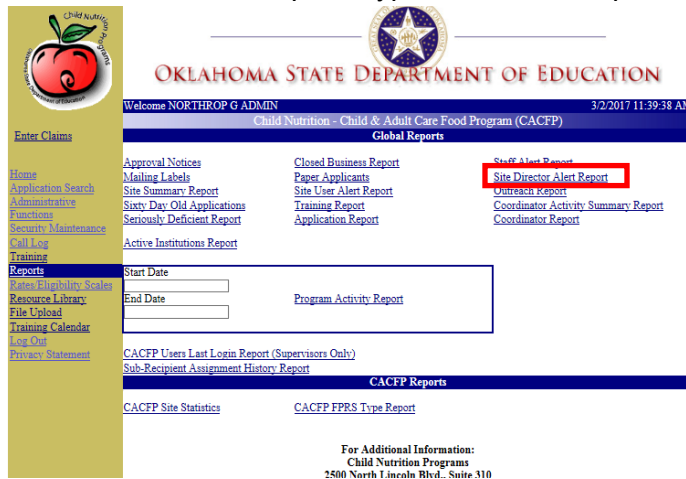 Child Nutrition Programs
Department of Education
OKLAHOMA STATE DEPARTMENT OF EDUCATION
Welcome NORTHROP G ADMIN 3/2/2017 11:39:38 AM
Child Nutrition - Child & Adult Care Food Program (CACFP)
Enter Claims
Global Reports
Approval Notices Closed Business Report Staff Alert Report
Home Mailing Labels Paper Applicants Site Director Alert Report
Application Search Site Summary Report Site User Alert Report Outreach Report
Administrative Functions Sixty Day Old Applications Training Report Coordinator Activity Summary Report
Security Maintenance Seriously Deficient Report Application Report Coordinator Report
Call Log Active Institutions Report
Training
Reports Start Date
Rates/Eligibility Scales
Resource Library End Date Program Activity Report
File Upload
Training Calendar
Log Out
Privacy Statement CACFP Users Last Login Report (Supervisors Only)
Sub-Recipient Assignment History Report
CACFP Reports
CACFP Site Statistics CACFP FPRS Type Report
For Additional Information:
Child Nutrition Programs
2500 North Lincoln Blvd., Suite 310